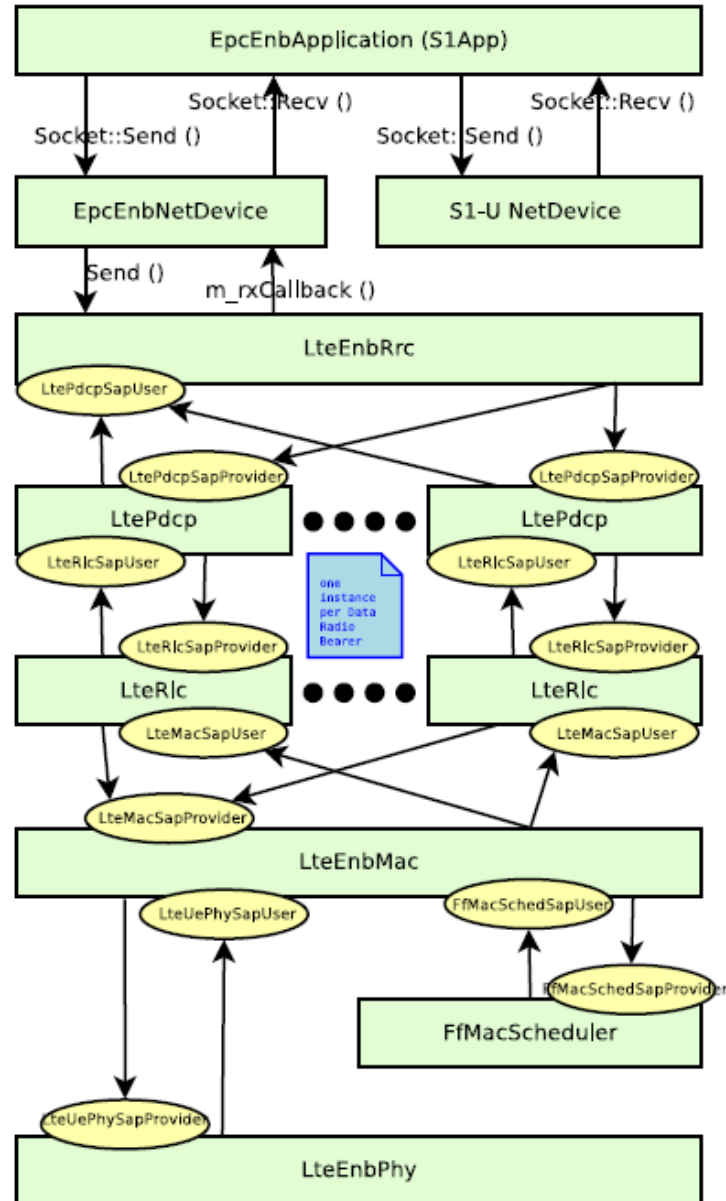 EpcEnbApplication (S1App)
Socket::Recv ()
Socket::Recv ()
Socket::Send ()
Socket: Send ()
EpcEnbNetDevice
S1-U NetDevice
Send ()
m_rxCallback ()
LteEnbRrc
LtePdcpSapUser
LtePdcpSapProvider
LtePdcpSapProvider
LtePdcp
LtePdcp
LteRlcSapUser
LteRlcSapUser
one
instance
per Data
Radio
Bearer
LteRlcSapProvider
LteRlcSapProvider
LteRlc
LteRlc
LteMacSapUser
LteMacSapUser
LteMacSapProvider
LteEnbMac
LteUePhySapUser
FfMacSchedSapUser
FfMacSchedSapProvider
FfMacScheduler
LteUePhySapProvider
LteEnbPhy